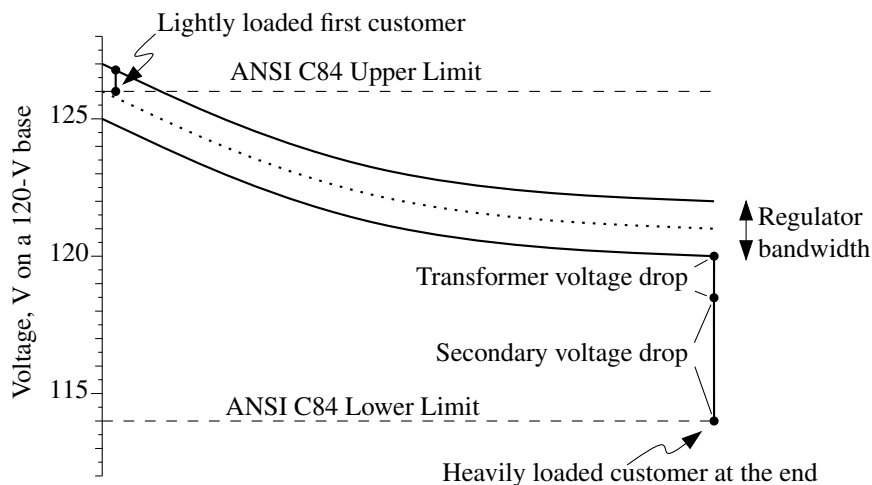 Lightly loaded first customer
ANSI C84 Upper Limit
125
Regulator
bandwidth
120
Transformer voltage drop
Secondary voltage drop
115
ANSI C84 Lower Limit
Heavily loaded customer at the end
Voltage, V on a 120-V base